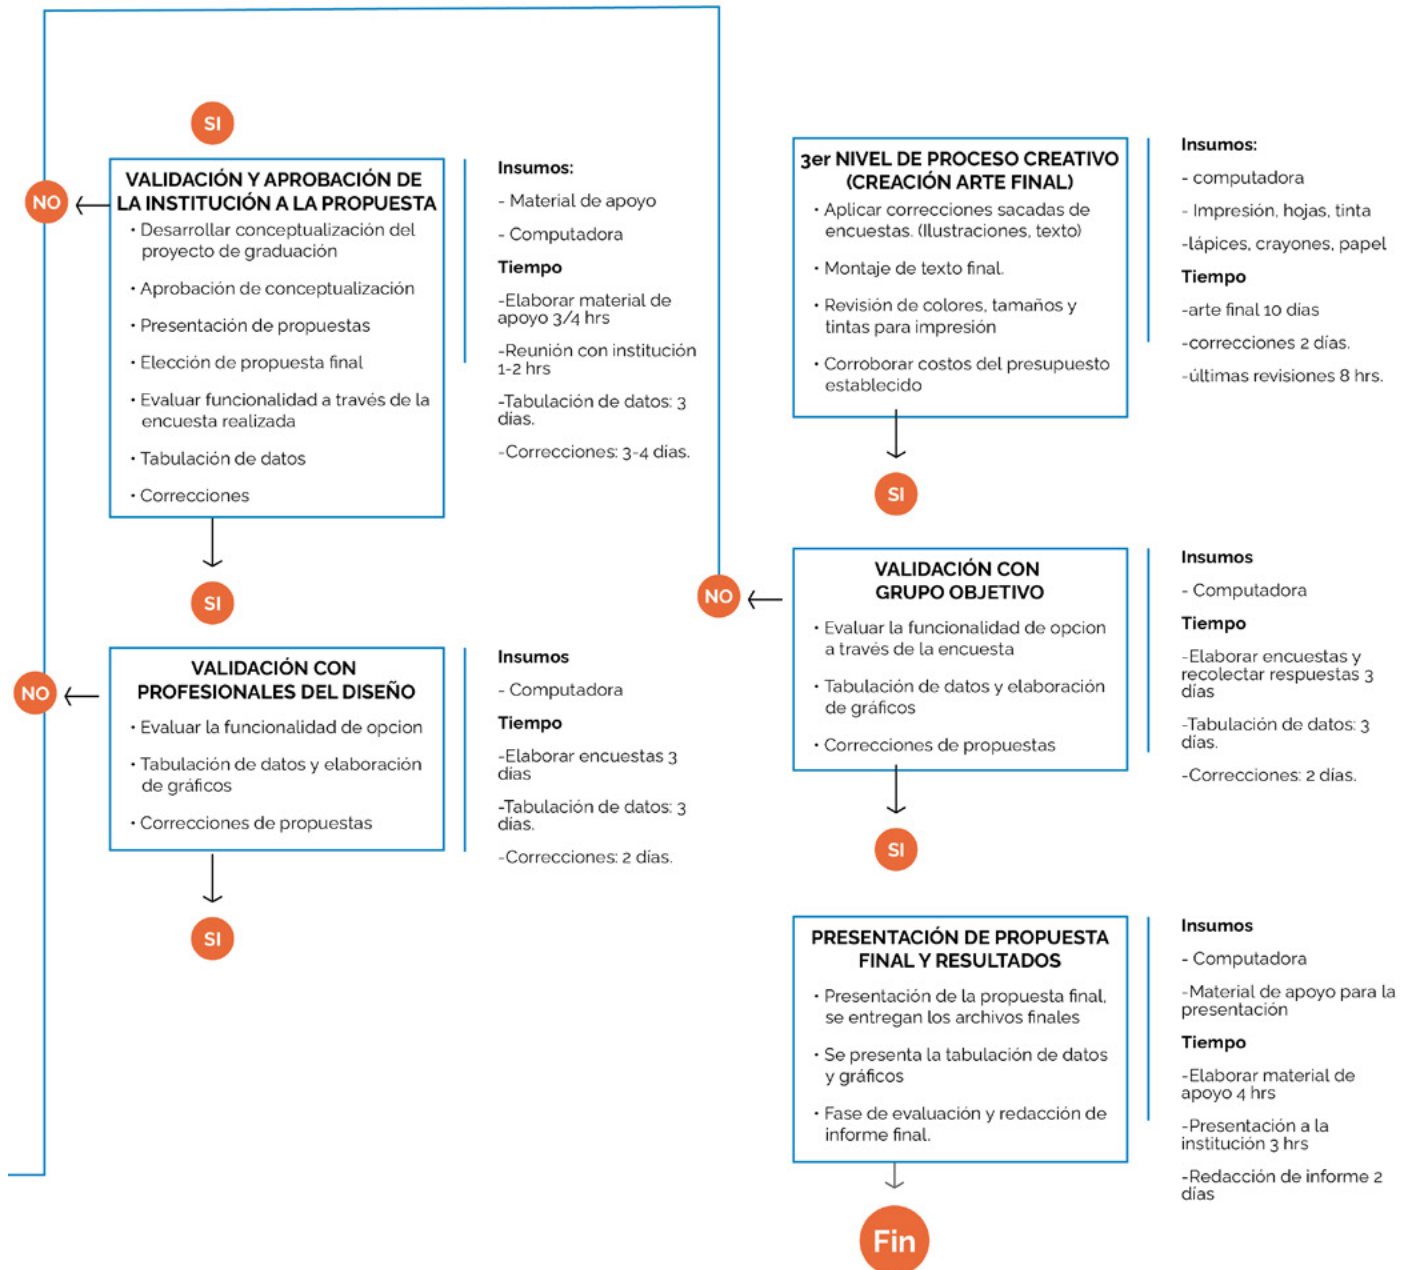 SI
NO
VALIDACIÓN Y APROBACIÓN DE
LA INSTITUCIÓN A LA PROPUESTA
• Desarrollar conceptualización del
proyecto de graduación
• Aprobación de conceptualización
• Presentación de propuestas
• Elección de propuesta final
• Evaluar funcionalidad a través de la
encuesta realizada
• Tabulación de datos
• Correcciones
Insumos:
- Material de apoyo
- Computadora
Tiempo
-Elaborar material de
apoyo 3/4 hrs
-Reunión con institución
1-2 hrs
-Tabulación de datos: 3
días.
-Correcciones: 3-4 días.
SI
NO
VALIDACIÓN CON
PROFESIONALES DEL DISEÑO
• Evaluar la funcionalidad de opcion
• Tabulación de datos y elaboración
de gráficos
• Correcciones de propuestas
Insumos
- Computadora
Tiempo
-Elaborar encuestas 3
días
-Tabulación de datos: 3
días.
-Correcciones: 2 días.
SI
3er NIVEL DE PROCESO CREATIVO
(CREACIÓN ARTE FINAL)
• Aplicar correcciones sacadas de
encuestas. (Ilustraciones, texto)
• Montaje de texto final.
• Revisión de colores, tamaños y
tintas para impresión
• Corroborar costos del presupuesto
establecido
Insumos:
- computadora
- Impresión, hojas, tinta
-lápices, crayones, papel
Tiempo
-arte final 10 días
-correcciones 2 días.
-últimas revisiones 8 hrs.
SI
NO
VALIDACIÓN CON
GRUPO OBJETIVO
• Evaluar la funcionalidad de opcion
a través de la encuesta
• Tabulación de datos y elaboración
de gráficos
• Correcciones de propuestas
Insumos
- Computadora
Tiempo
-Elaborar encuestas y
recolectar respuestas 3
días
-Tabulación de datos: 3
días.
-Correcciones: 2 días.
SI
PRESENTACIÓN DE PROPUESTA
FINAL Y RESULTADOS
• Presentación de la propuesta final,
se entregan los archivos finales
• Se presenta la tabulación de datos
y gráficos
• Fase de evaluación y redacción de
informe final.
Insumos
- Computadora
-Material de apoyo para la
presentación
Tiempo
-Elaborar material de
apoyo 4 hrs
-Presentación a la
institución 3 hrs
-Redacción de informe 2
días
Fin